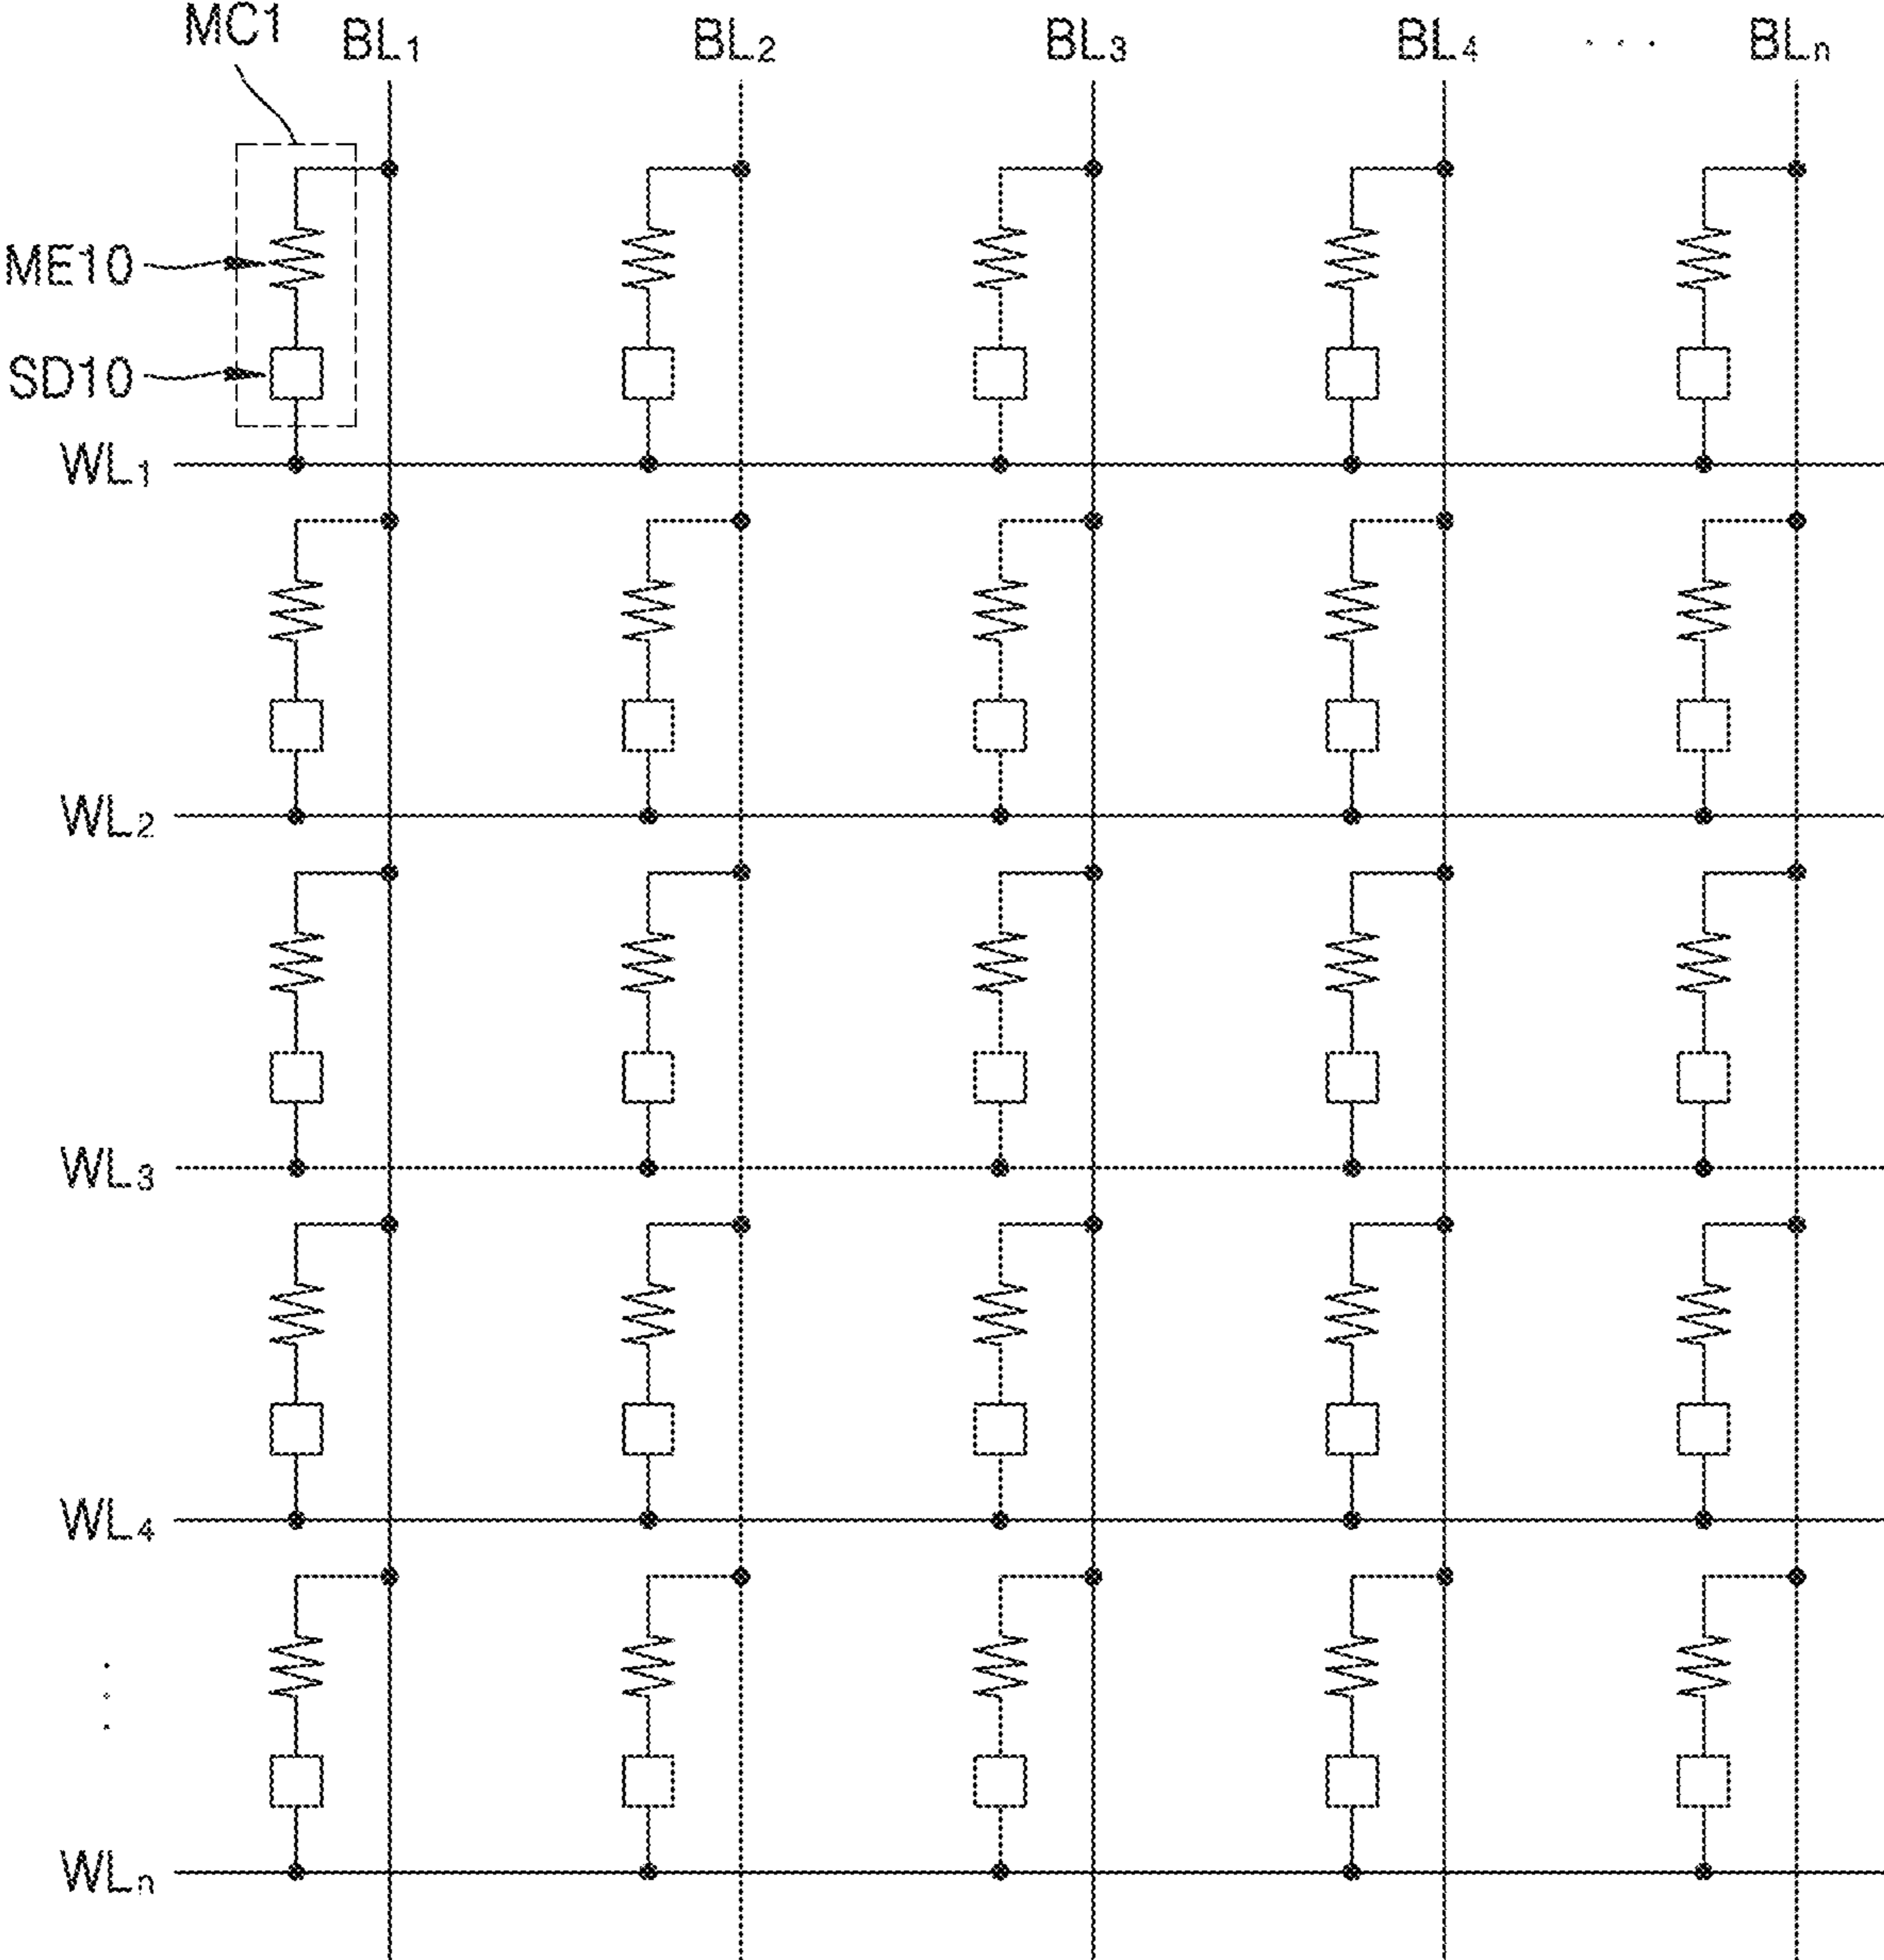 MC1 BL₁ BL₂ BL₃ BL₄ · · · BLₙ
ME10
SD10
WL₁
WL₂
WL₃
WL₄
WLₙ